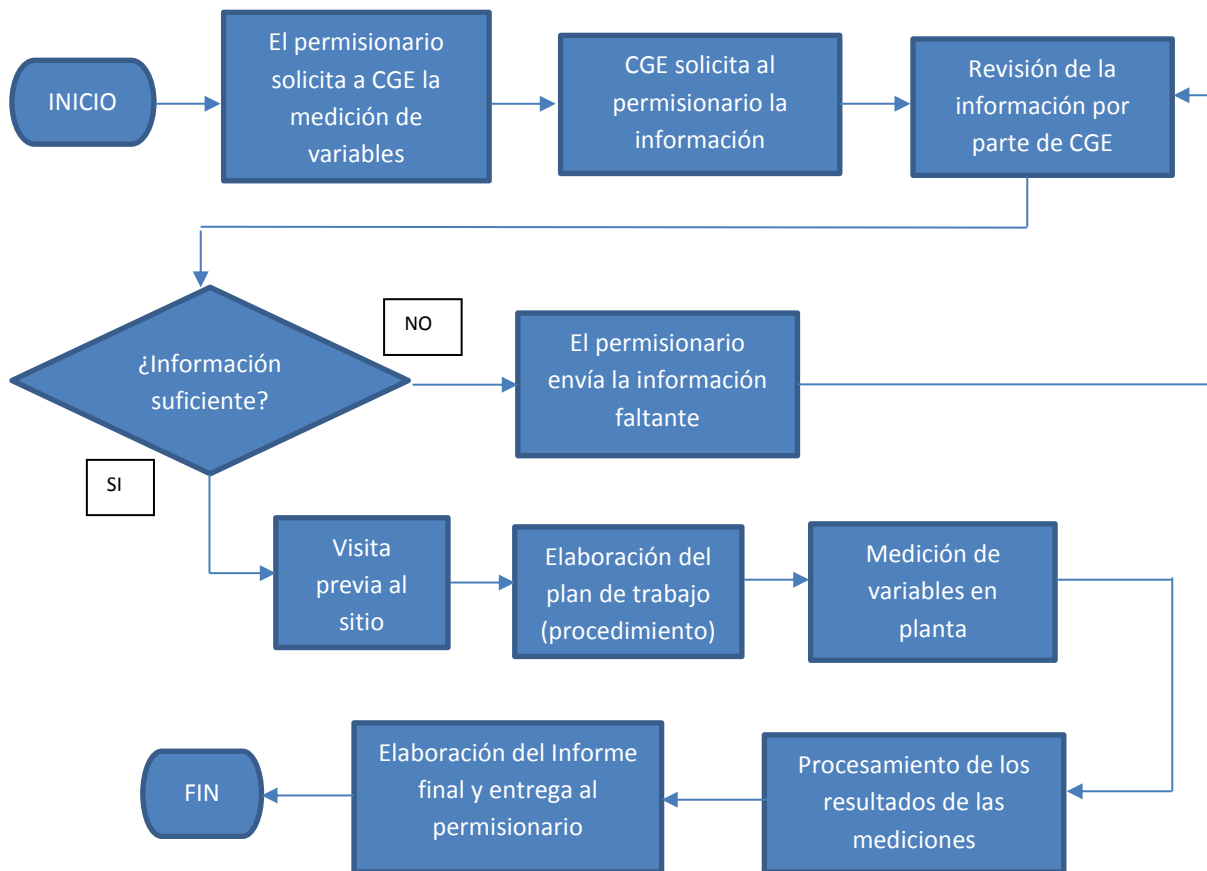 INICIO
El permisionario
solicita a CGE la
medición de
variables
CGE solicita al
permisionario la
información
Revisión de la
información por
parte de CGE
¿Información
suficiente?
NO
El permisionario
envía la información
faltante
SI
Visita
previa al
sitio
Elaboración del
plan de trabajo
(procedimiento)
Medición de
variables en
planta
Procesamiento de los
resultados de las
mediciones
Elaboración del Informe
final y entrega al
permisionario
FIN